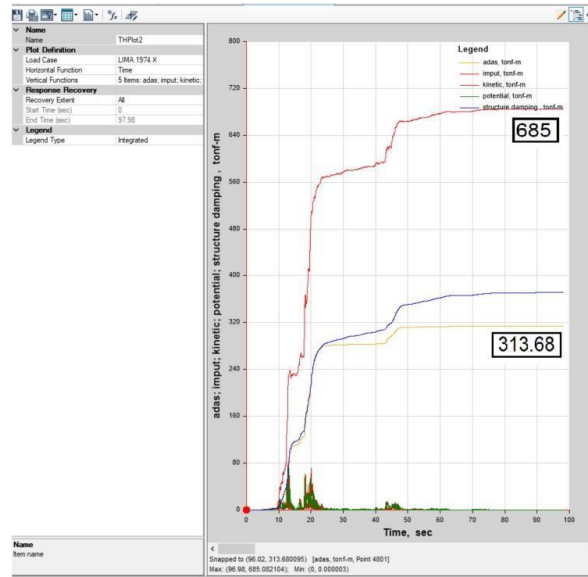 Name
Name THPlot2
Plot Definition
Load Case LIMA 1974 X
Horizontal Function Time
Vertical Functions 5 Items: adas; imput; kinetic;
Response Recovery
Recovery Extent All
Start Time (sec) 0
End Time (sec) 97.98
Legend
Legend Type Integrated
Name
Item name
Legend
adas, tonf-m
imput, tonf-m
kinetic, tonf-m
potential, tonf-m
structure damping , tonf-m
685
313.68
adas; imput; kinetic; potential; structure damping , tonf-m
800
720
640
560
480
400
320
240
160
80
0
0 10 20 30 40 50 60 70 80 90 100
Time, sec
Snapped to (96.02, 313.680095) [adas, tonf-m, Point 4801]
Max: (96.98, 685.082104); Min: (0, 0.000003)